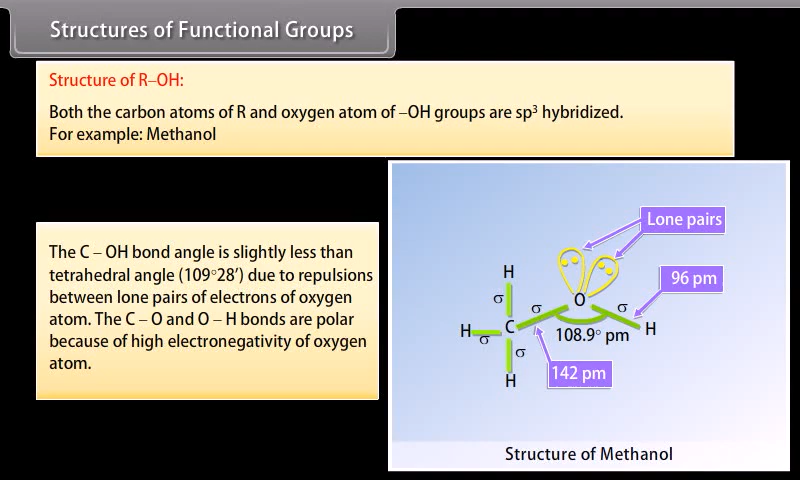 Structures of Functional Groups
Structure of R–OH:
Both the carbon atoms of R and oxygen atom of –OH groups are sp³ hybridized.
For example: Methanol
The C – OH bond angle is slightly less than
tetrahedral angle (109°28′) due to repulsions
between lone pairs of electrons of oxygen
atom. The C – O and O – H bonds are polar
because of high electronegativity of oxygen
atom.
Lone pairs
96 pm
H
σ
σ
O
σ
H
σ
C
108.9° pm
H
σ
142 pm
H
Structure of Methanol